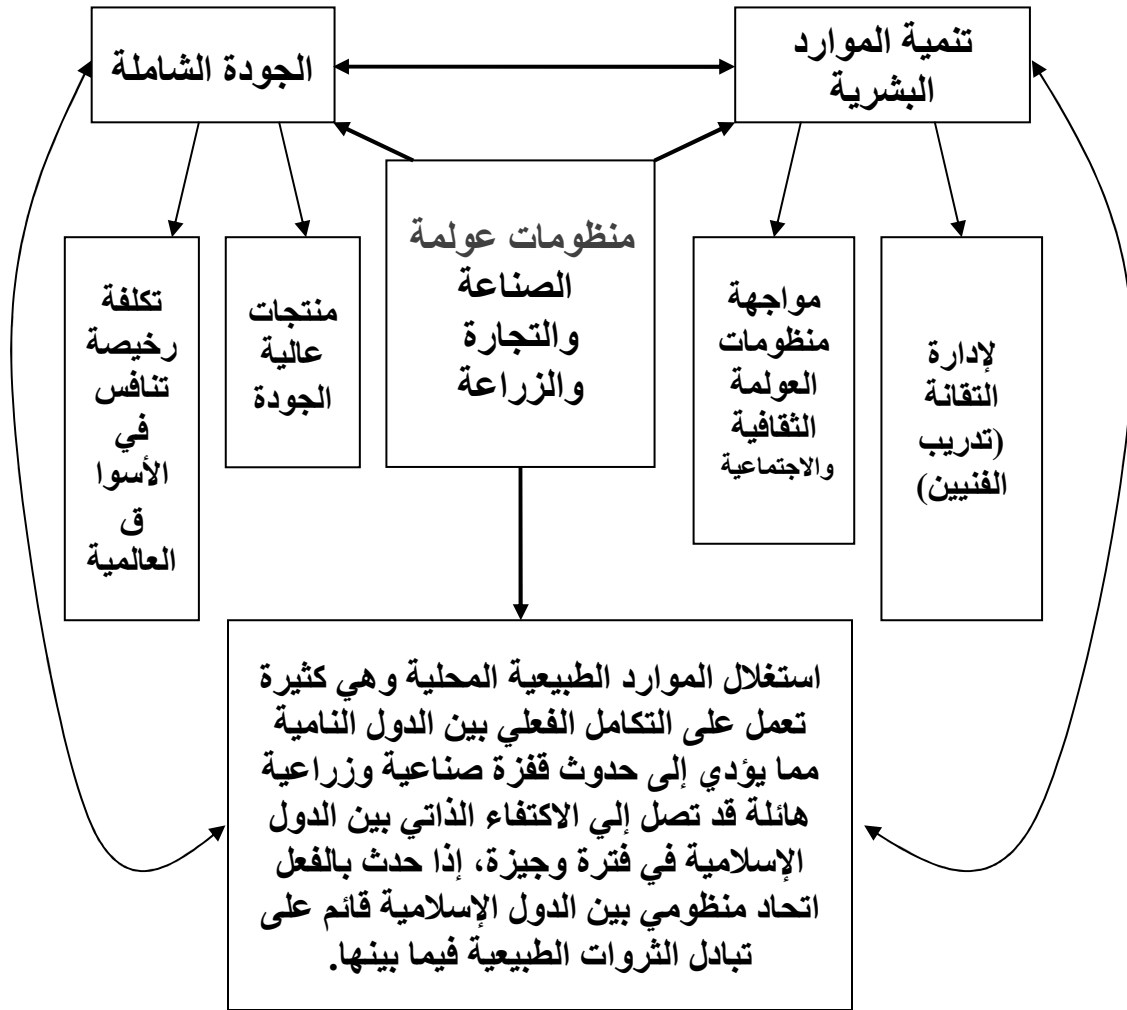 تنمية الموارد
البشرية
الجودة الشاملة
منظومات عولمة
الصناعة
والتجارة
والزراعة
لإدارة
التقانة
(تدريب
الفنيين)
مواجهة
منظومات
العولمة
الثقافية
والاجتماعية
منتجات
عالية
الجودة
تكلفة
رخيصة
تنافس
في
الأسوا
ق
العالمية
استغلال الموارد الطبيعية المحلية وهي كثيرة
تعمل على التكامل الفعلي بين الدول النامية
مما يؤدي إلى حدوث قفزة صناعية وزراعية
هائلة قد تصل إلي الاكتفاء الذاتي بين الدول
الإسلامية في فترة وجيزة، إذا حدث بالفعل
اتحاد منظومي بين الدول الإسلامية قائم على
تبادل الثروات الطبيعية فيما بينها.